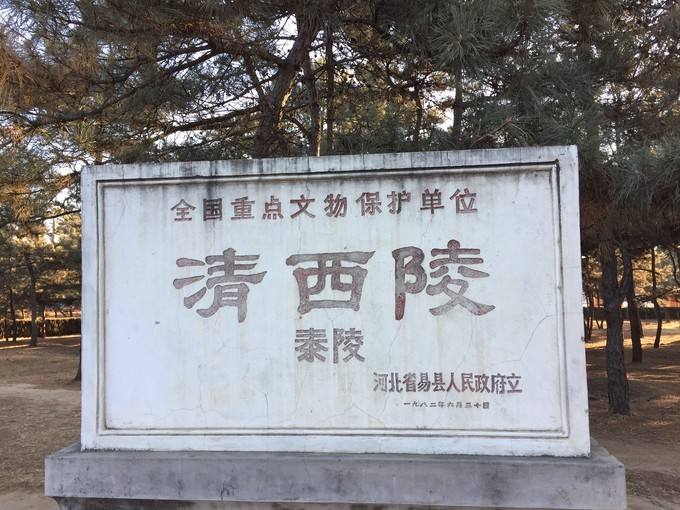 全国重点文物保护单位
清西陵
泰陵
河北省易县人民政府立
一九八二年六月三十日